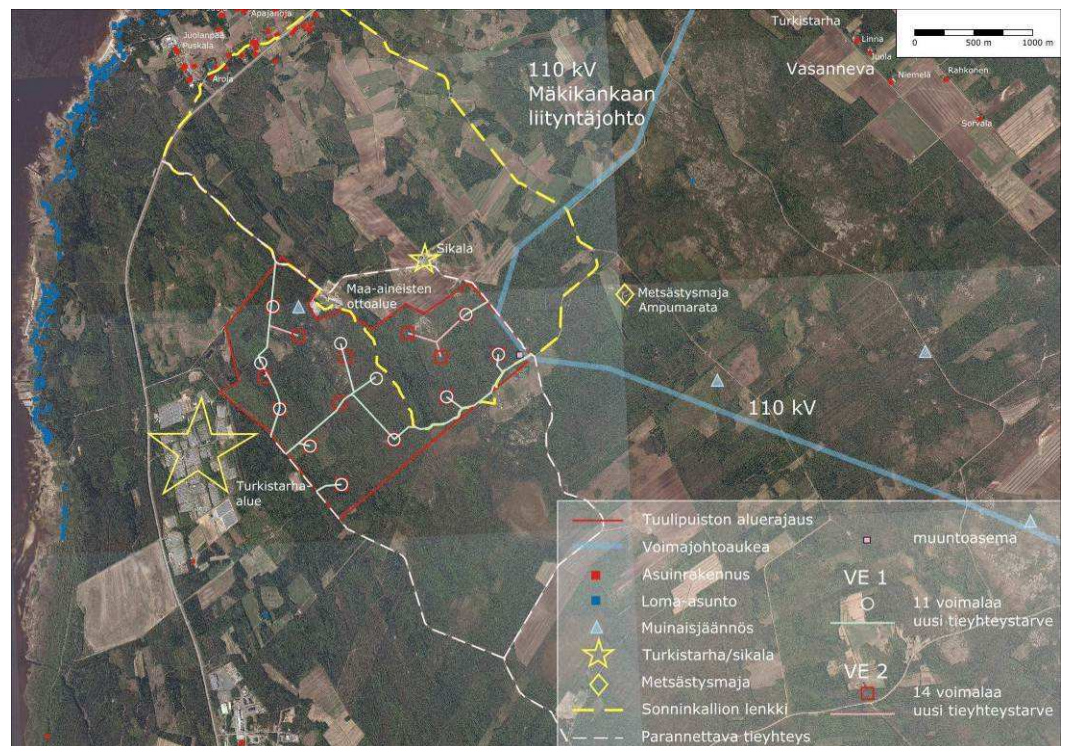 Apajanoja
Juolanpää
Puskala
Arola
Turkistarha
Linna
Juola
Vasanneva
Niemelä
Rahkonen
Sorvala
0 500 m 1000 m
110 kV
Mäkikankaan
liityntäjohto
Sikala
Maa-aineisten
ottoalue
Metsästysmaja
Ampumarata
110 kV
Turkistarha-
alue
Tuulipuiston aluerajaus
Voimajohtoaukea
Asuinrakennus
Loma-asunto
Muinaisjäännös
Turkistarha/sikala
Metsästysmaja
Sonninkallion lenkki
Parannettava tieyhteys
muuntoasema
VE 1
11 voimalaa
uusi tieyhteystarve
VE 2
14 voimalaa
uusi tieyhteystarve